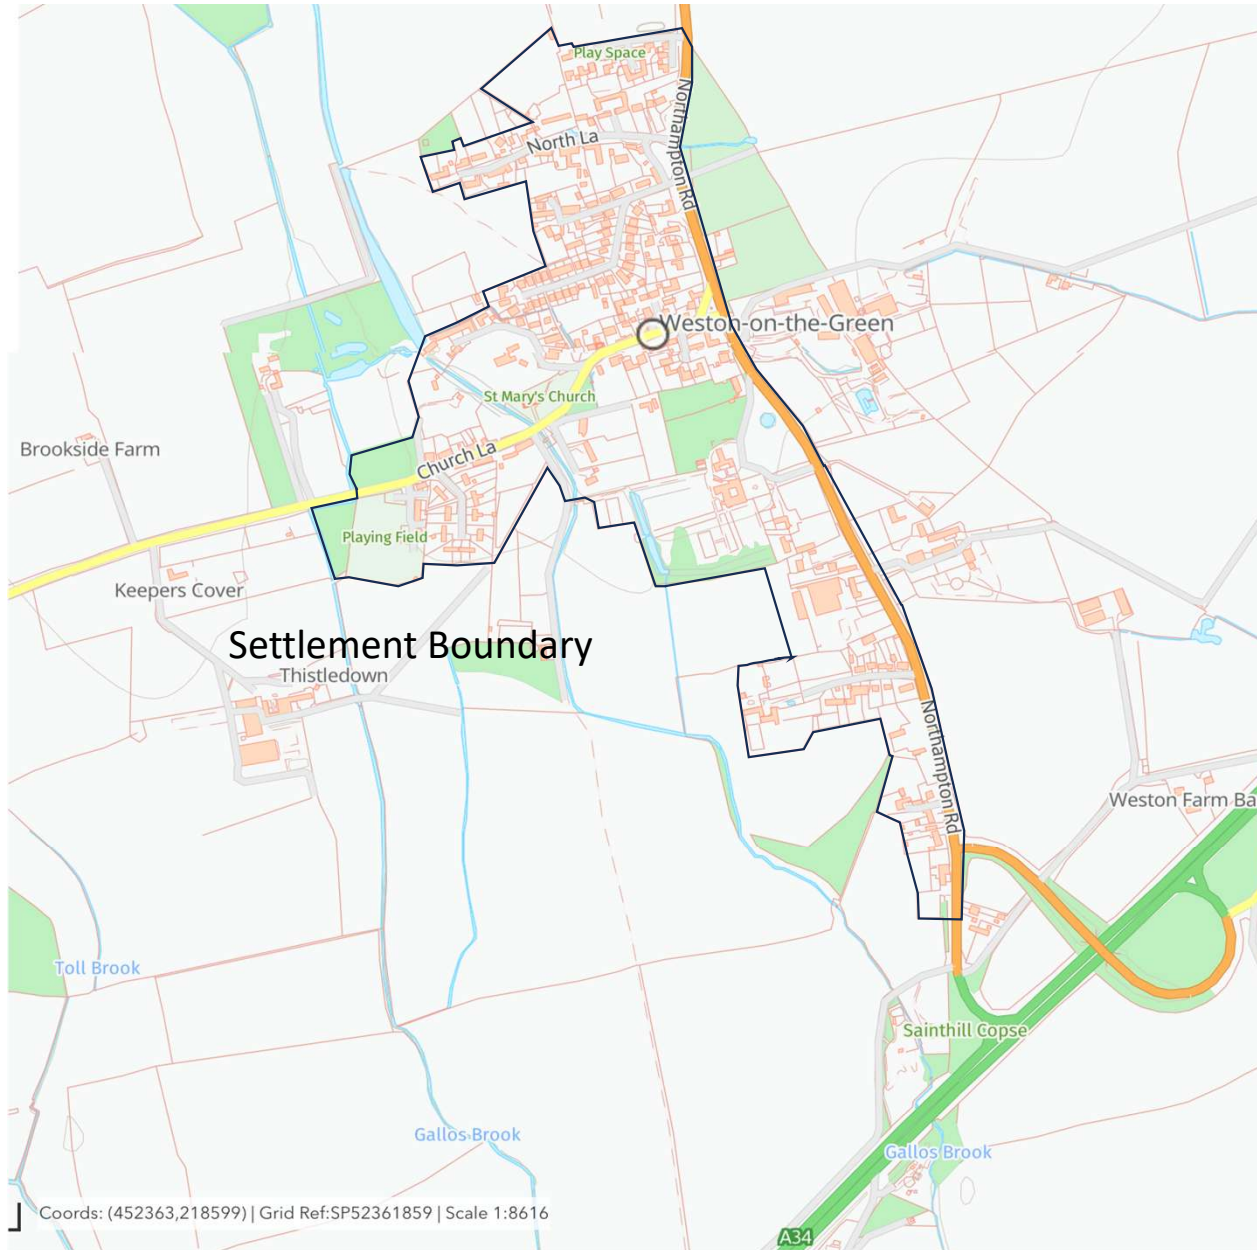 Play Space
North La
Northampton Rd
Weston-on-the-Green
St Mary's Church
Brookside Farm
Church La
Playing Field
Keepers Cover
Settlement Boundary
Thistledown
Northampton Rd
Weston Farm Ba
Toll Brook
Sainthill Copse
Gallos Brook
Gallos Brook
Coords: (452363,218599) | Grid Ref:SP52361859 | Scale 1:8616
A34